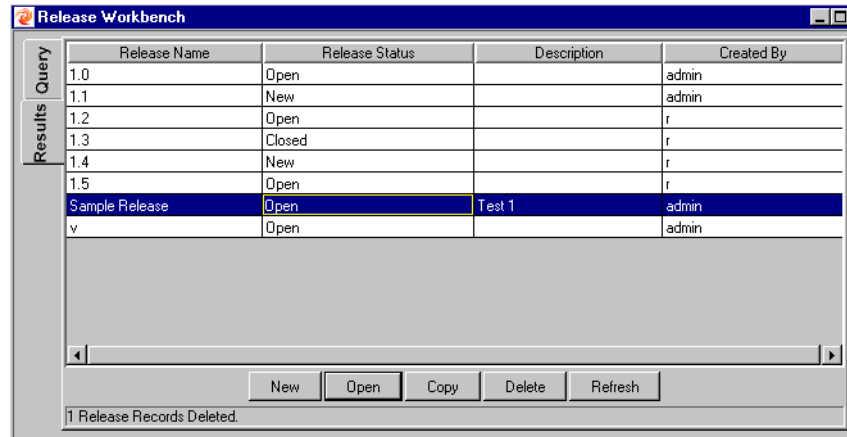 Release Workbench
Query
Results
Release Name Release Status Description Created By
1.0 Open admin
1.1 New admin
1.2 Open r
1.3 Closed r
1.4 New r
1.5 Open r
Sample Release Open Test 1 admin
v Open admin
New Open Copy Delete Refresh
1 Release Records Deleted.